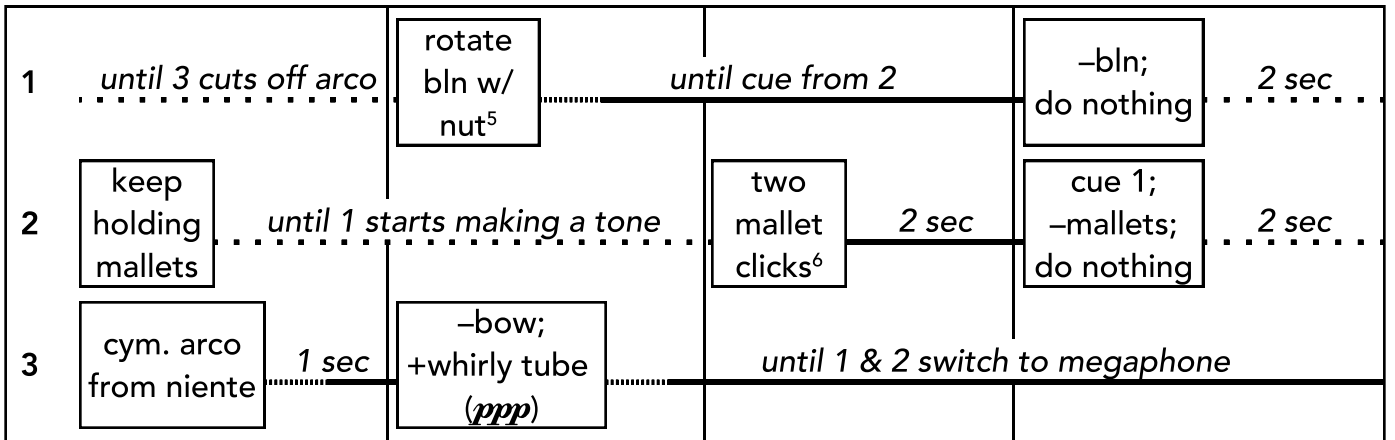 1
until 3 cuts off arco
rotate
bln w/
nut⁵
until cue from 2
–bln;
do nothing
2 sec
2
keep
holding
mallets
until 1 starts making a tone
two
mallet
clicks⁶
2 sec
cue 1;
–mallets;
do nothing
2 sec
3
cym. arco
from niente
1 sec
–bow;
+whirly tube
(ppp)
until 1 & 2 switch to megaphone